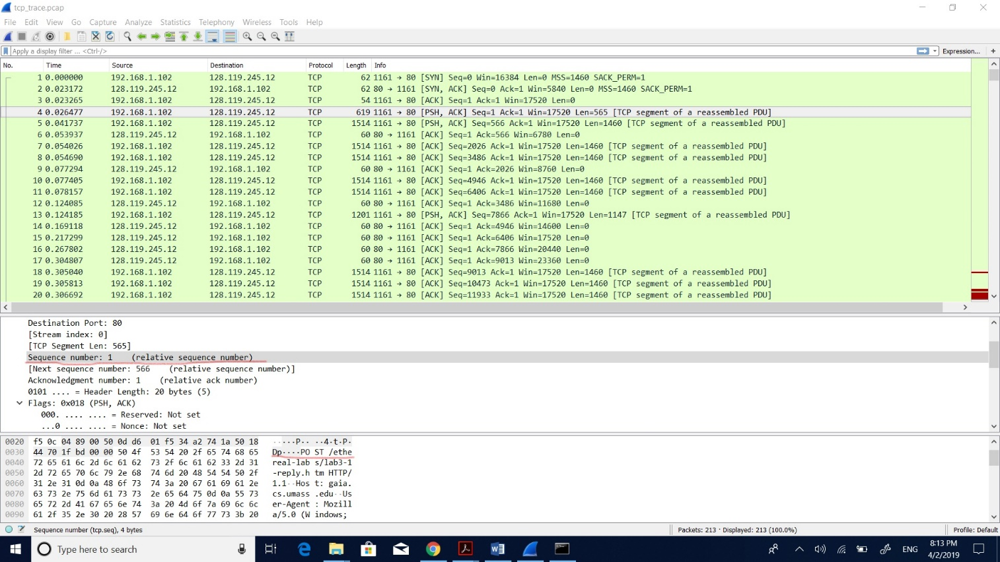 tcp_trace.pcap
File Edit View Go Capture Analyze Statistics Telephony Wireless Tools Help
Apply a display filter ... <Ctrl-/> Expression... +
No. Time Source Destination Protocol Length Info
1 0.000000 192.168.1.102 128.119.245.12 TCP 62 1161 → 80 [SYN] Seq=0 Win=16384 Len=0 MSS=1460 SACK_PERM=1
2 0.023172 128.119.245.12 192.168.1.102 TCP 62 80 → 1161 [SYN, ACK] Seq=0 Ack=1 Win=5840 Len=0 MSS=1460 SACK_PERM=1
3 0.023265 192.168.1.102 128.119.245.12 TCP 54 1161 → 80 [ACK] Seq=1 Ack=1 Win=17520 Len=0
4 0.026477 192.168.1.102 128.119.245.12 TCP 619 1161 → 80 [PSH, ACK] Seq=1 Ack=1 Win=17520 Len=565 [TCP segment of a reassembled PDU]
5 0.041737 192.168.1.102 128.119.245.12 TCP 1514 1161 → 80 [PSH, ACK] Seq=566 Ack=1 Win=17520 Len=1460 [TCP segment of a reassembled PDU]
6 0.053937 128.119.245.12 192.168.1.102 TCP 60 80 → 1161 [ACK] Seq=1 Ack=566 Win=6780 Len=0
7 0.054026 192.168.1.102 128.119.245.12 TCP 1514 1161 → 80 [ACK] Seq=2026 Ack=1 Win=17520 Len=1460 [TCP segment of a reassembled PDU]
8 0.054690 192.168.1.102 128.119.245.12 TCP 1514 1161 → 80 [ACK] Seq=3486 Ack=1 Win=17520 Len=1460 [TCP segment of a reassembled PDU]
9 0.077294 128.119.245.12 192.168.1.102 TCP 60 80 → 1161 [ACK] Seq=1 Ack=2026 Win=8760 Len=0
10 0.077405 192.168.1.102 128.119.245.12 TCP 1514 1161 → 80 [ACK] Seq=4946 Ack=1 Win=17520 Len=1460 [TCP segment of a reassembled PDU]
11 0.078157 192.168.1.102 128.119.245.12 TCP 1514 1161 → 80 [ACK] Seq=6406 Ack=1 Win=17520 Len=1460 [TCP segment of a reassembled PDU]
12 0.124085 128.119.245.12 192.168.1.102 TCP 60 80 → 1161 [ACK] Seq=1 Ack=3486 Win=11680 Len=0
13 0.124185 192.168.1.102 128.119.245.12 TCP 1201 1161 → 80 [PSH, ACK] Seq=7866 Ack=1 Win=17520 Len=1147 [TCP segment of a reassembled PDU]
14 0.169118 128.119.245.12 192.168.1.102 TCP 60 80 → 1161 [ACK] Seq=1 Ack=4946 Win=14600 Len=0
15 0.217299 128.119.245.12 192.168.1.102 TCP 60 80 → 1161 [ACK] Seq=1 Ack=6406 Win=17520 Len=0
16 0.267802 128.119.245.12 192.168.1.102 TCP 60 80 → 1161 [ACK] Seq=1 Ack=7866 Win=20440 Len=0
17 0.304807 128.119.245.12 192.168.1.102 TCP 60 80 → 1161 [ACK] Seq=1 Ack=9013 Win=23360 Len=0
18 0.305040 192.168.1.102 128.119.245.12 TCP 1514 1161 → 80 [ACK] Seq=9013 Ack=1 Win=17520 Len=1460 [TCP segment of a reassembled PDU]
19 0.305813 192.168.1.102 128.119.245.12 TCP 1514 1161 → 80 [ACK] Seq=10473 Ack=1 Win=17520 Len=1460 [TCP segment of a reassembled PDU]
20 0.306692 192.168.1.102 128.119.245.12 TCP 1514 1161 → 80 [ACK] Seq=11933 Ack=1 Win=17520 Len=1460 [TCP segment of a reassembled PDU]
Destination Port: 80
[Stream index: 0]
[TCP Segment Len: 565]
Sequence number: 1 (relative sequence number)
[Next sequence number: 566 (relative sequence number)]
Acknowledgment number: 1 (relative ack number)
0101 .... = Header Length: 20 bytes (5)
Flags: 0x018 (PSH, ACK)
000. .... .... = Reserved: Not set
...0 .... .... = Nonce: Not set
0020 f5 0c 04 89 00 50 0d d6 01 f5 34 a2 74 1a 50 18 ·····P·· ··4·t·P·
0030 44 70 1f bd 00 00 50 4f 53 54 20 2f 65 74 68 65 Dp····PO ST /ethe
0040 72 65 61 6c 2d 6c 61 62 73 2f 6c 61 62 33 2d 31 real-lab s/lab3-1
0050 2d 72 65 70 6c 79 2e 68 74 6d 20 48 54 54 50 2f -reply.h tm HTTP/
0060 31 2e 31 0d 0a 48 6f 73 74 3a 20 67 61 69 61 2e 1.1··Hos t: gaia.
0070 63 73 2e 75 6d 61 73 73 2e 65 64 75 0d 0a 55 73 cs.umass .edu··Us
0080 65 72 2d 41 67 65 6e 74 3a 20 4d 6f 7a 69 6c 6c er-Agent : Mozill
0090 61 2f 35 2e 30 20 28 57 69 6e 64 6f 77 73 3b 20 a/5.0 (W indows;
Sequence number (tcp.seq), 4 bytes Packets: 213 · Displayed: 213 (100.0%) Profile: Default
Type here to search ENG 8:13 PM
4/2/2019